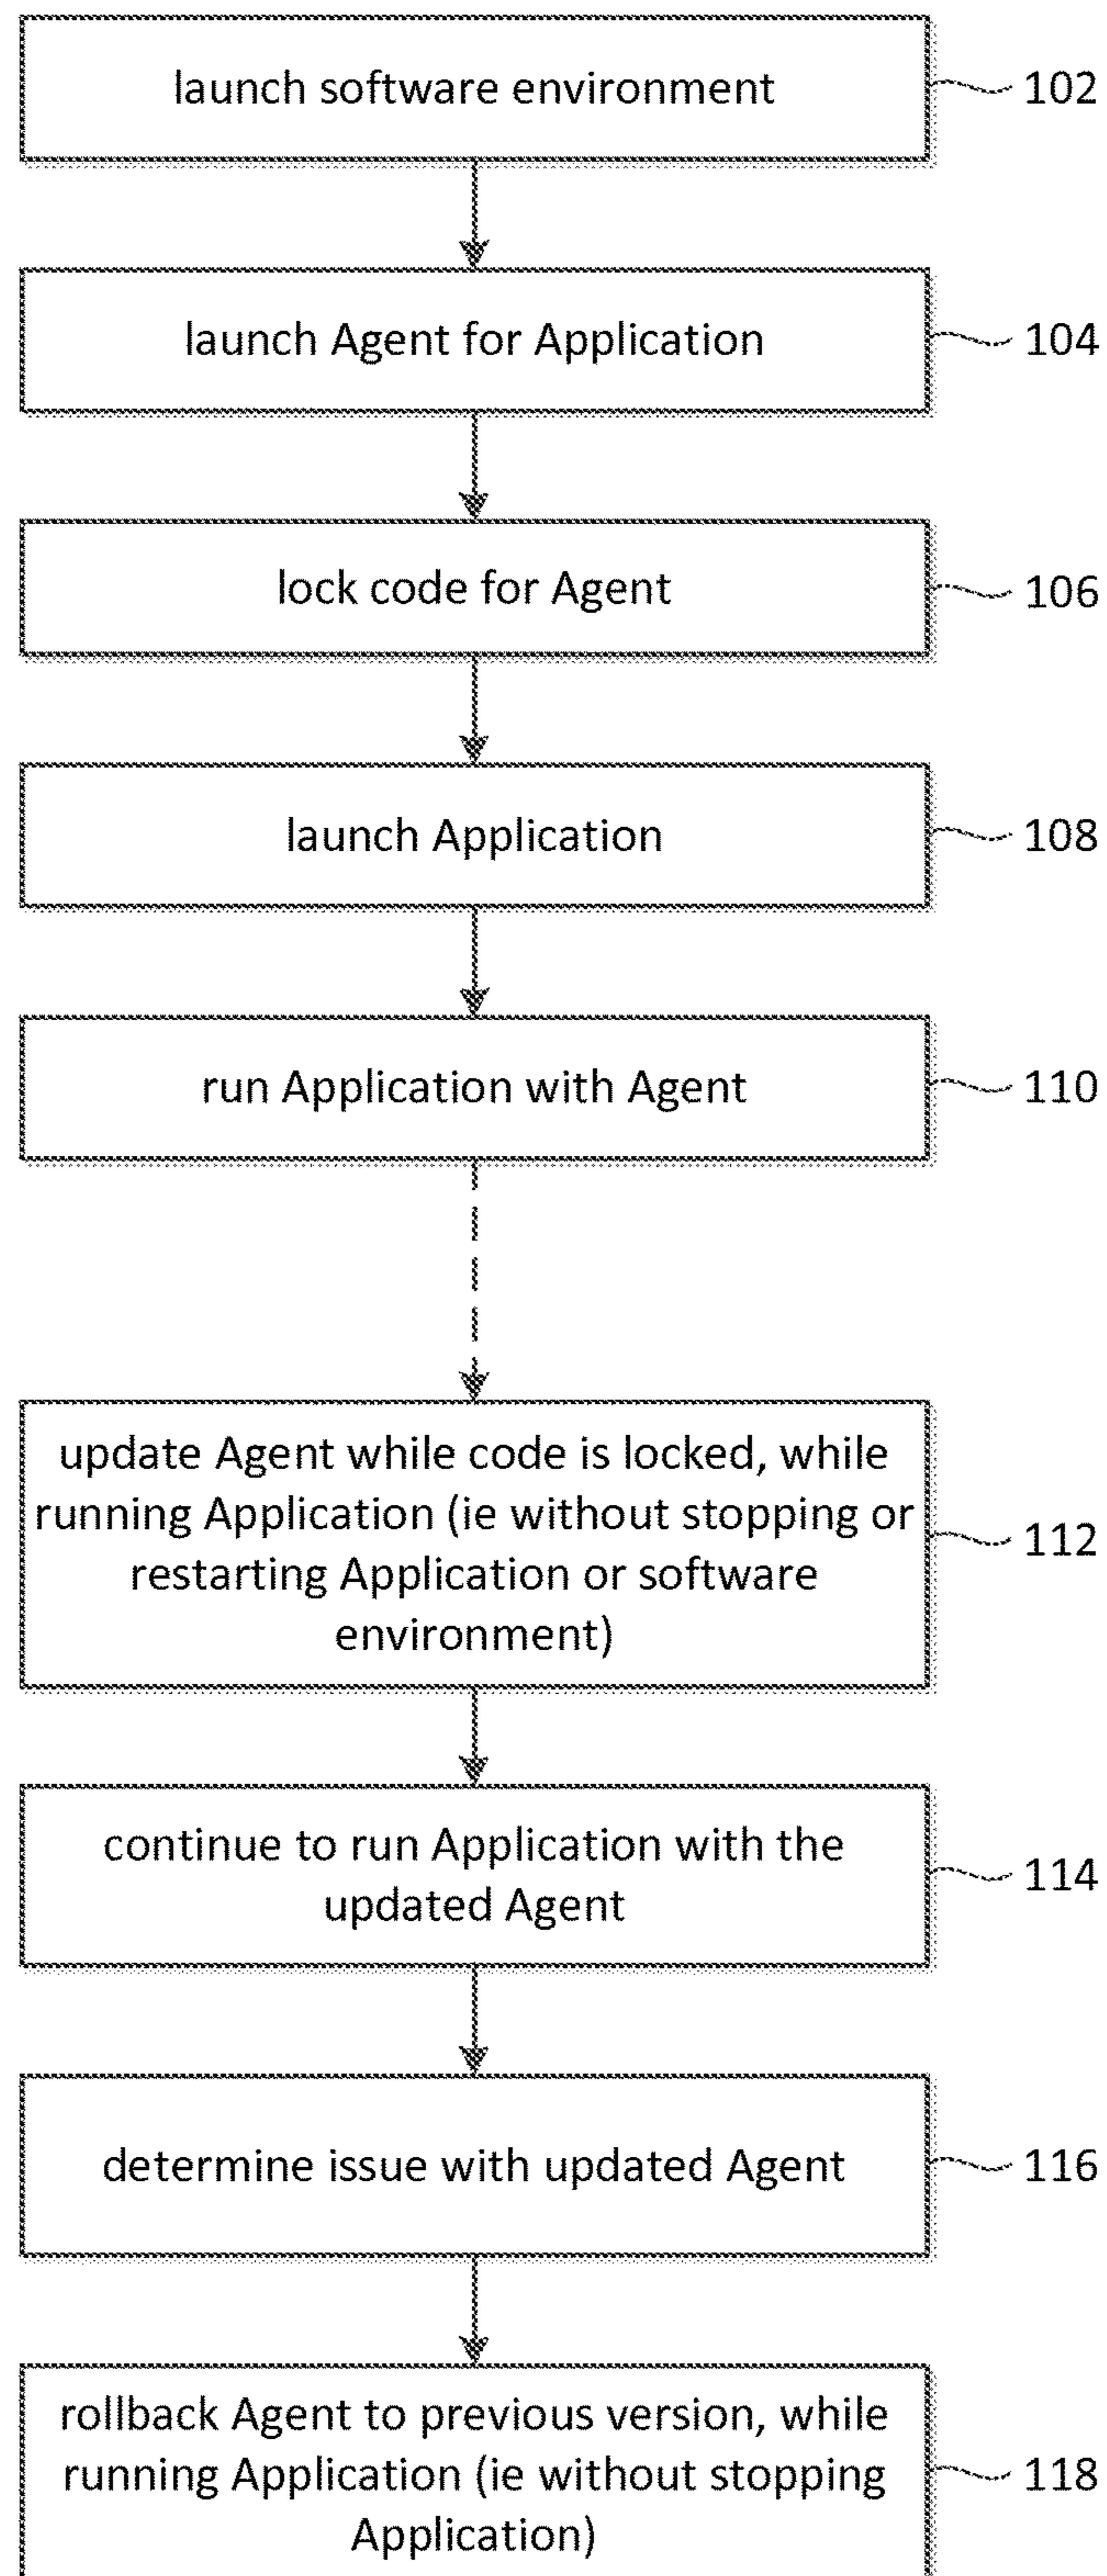 launch software environment
102
launch Agent for Application
104
lock code for Agent
106
launch Application
108
run Application with Agent
110
update Agent while code is locked, while
running Application (ie without stopping or
restarting Application or software
environment)
112
continue to run Application with the
updated Agent
114
determine issue with updated Agent
116
rollback Agent to previous version, while
running Application (ie without stopping
Application)
118